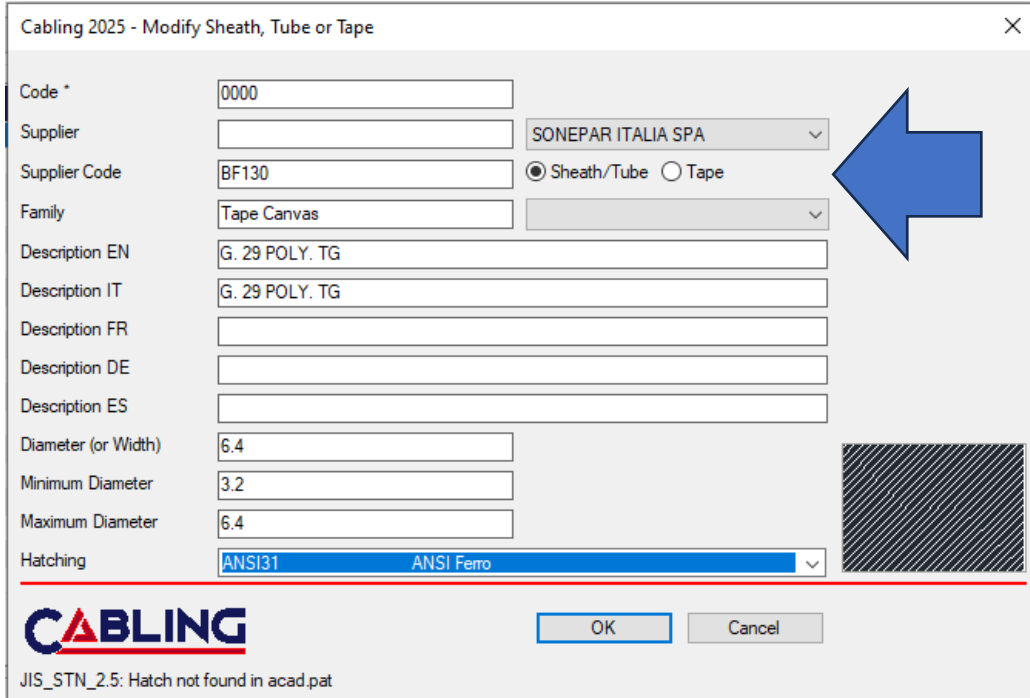 Cabling 2025 - Modify Sheath, Tube or Tape
Code * 0000
Supplier SONEPAR ITALIA SPA
Supplier Code BF130 Sheath/Tube Tape
Family Tape Canvas
Description EN G. 29 POLY. TG
Description IT G. 29 POLY. TG
Description FR
Description DE
Description ES
Diameter (or Width) 6.4
Minimum Diameter 3.2
Maximum Diameter 6.4
Hatching ANSI31 ANSI Ferro
CABLING OK Cancel
JIS_STN_2.5: Hatch not found in acad.pat